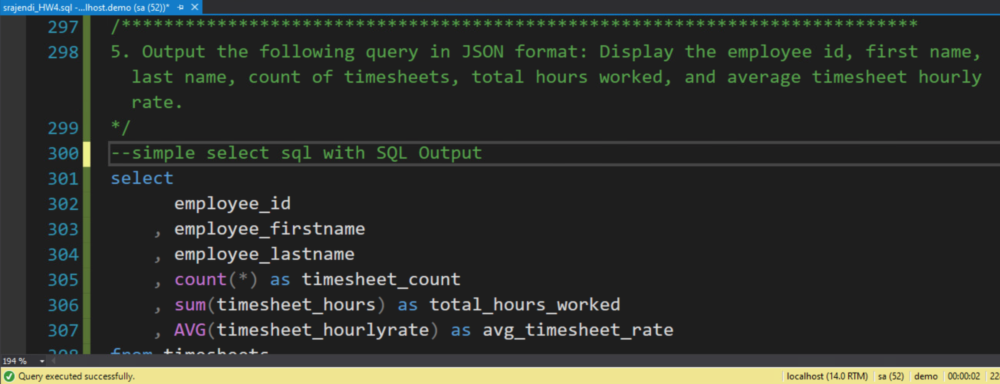 srajendi_HW4.sql -...lhost.demo (sa (52))*
297 /***************************************************************************
298 5. Output the following query in JSON format: Display the employee id, first name,
last name, count of timesheets, total hours worked, and average timesheet hourly
rate.
299 */
300 --simple select sql with SQL Output
301 select
302 employee_id
303 , employee_firstname
304 , employee_lastname
305 , count(*) as timesheet_count
306 , sum(timesheet_hours) as total_hours_worked
307 , AVG(timesheet_hourlyrate) as avg_timesheet_rate
308 from timesheets
194 %
Query executed successfully. localhost (14.0 RTM) sa (52) demo 00:00:02